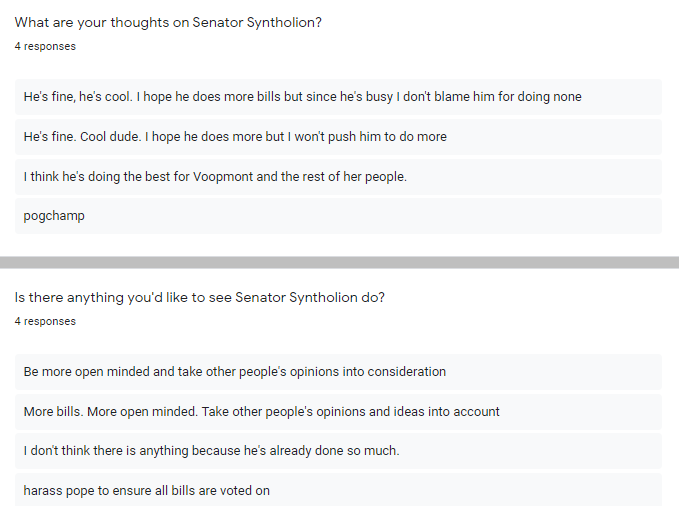 What are your thoughts on Senator Syntholion?
4 responses
He's fine, he's cool. I hope he does more bills but since he's busy I don't blame him for doing none
He's fine. Cool dude. I hope he does more but I won't push him to do more
I think he's doing the best for Voopmont and the rest of her people.
pogchamp
Is there anything you'd like to see Senator Syntholion do?
4 responses
Be more open minded and take other people's opinions into consideration
More bills. More open minded. Take other people's opinions and ideas into account
I don't think there is anything because he's already done so much.
harass pope to ensure all bills are voted on